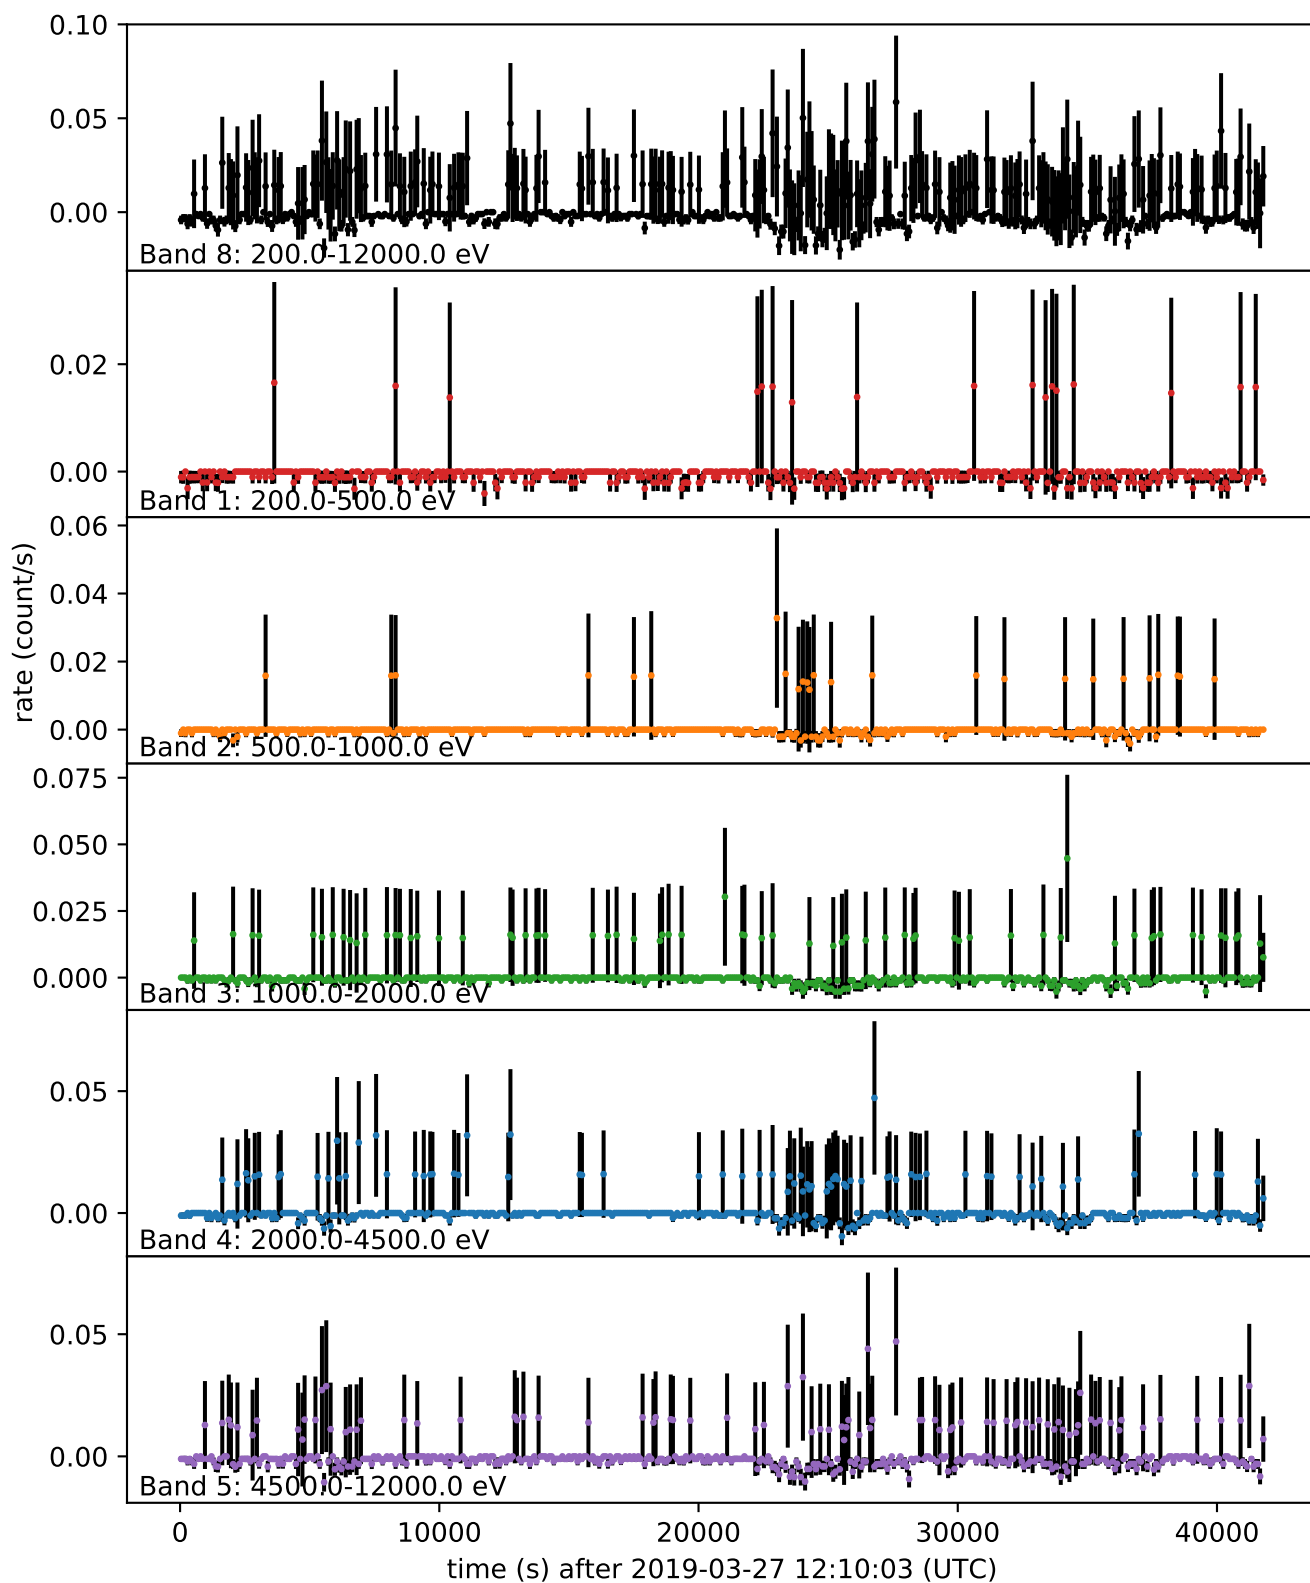 0.10
0.05
0.00
Band 8: 200.0-12000.0 eV
0.02
0.00
Band 1: 200.0-500.0 eV
0.06
0.04
0.02
0.00
Band 2: 500.0-1000.0 eV
rate (count/s)
0.075
0.050
0.025
0.000
Band 3: 1000.0-2000.0 eV
0.05
0.00
Band 4: 2000.0-4500.0 eV
0.05
0.00
Band 5: 4500.0-12000.0 eV
0 10000 20000 30000 40000
time (s) after 2019-03-27 12:10:03 (UTC)